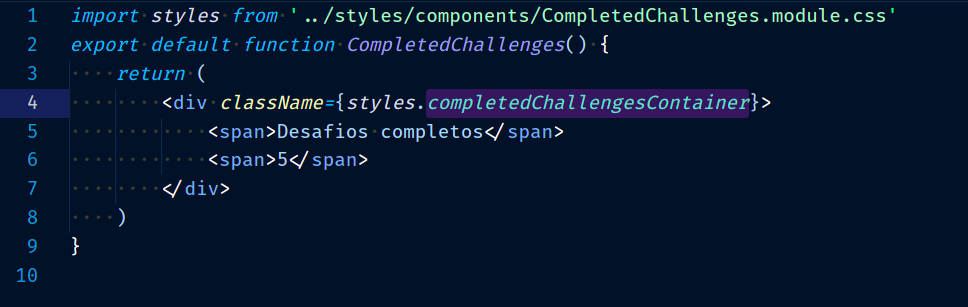 1 import styles from '../styles/components/CompletedChallenges.module.css'
2 export default function CompletedChallenges() {
3     return (
4         <div className={styles.completedChallengesContainer}>
5             <span>Desafios completos</span>
6             <span>5</span>
7         </div>
8     )
9 }
10